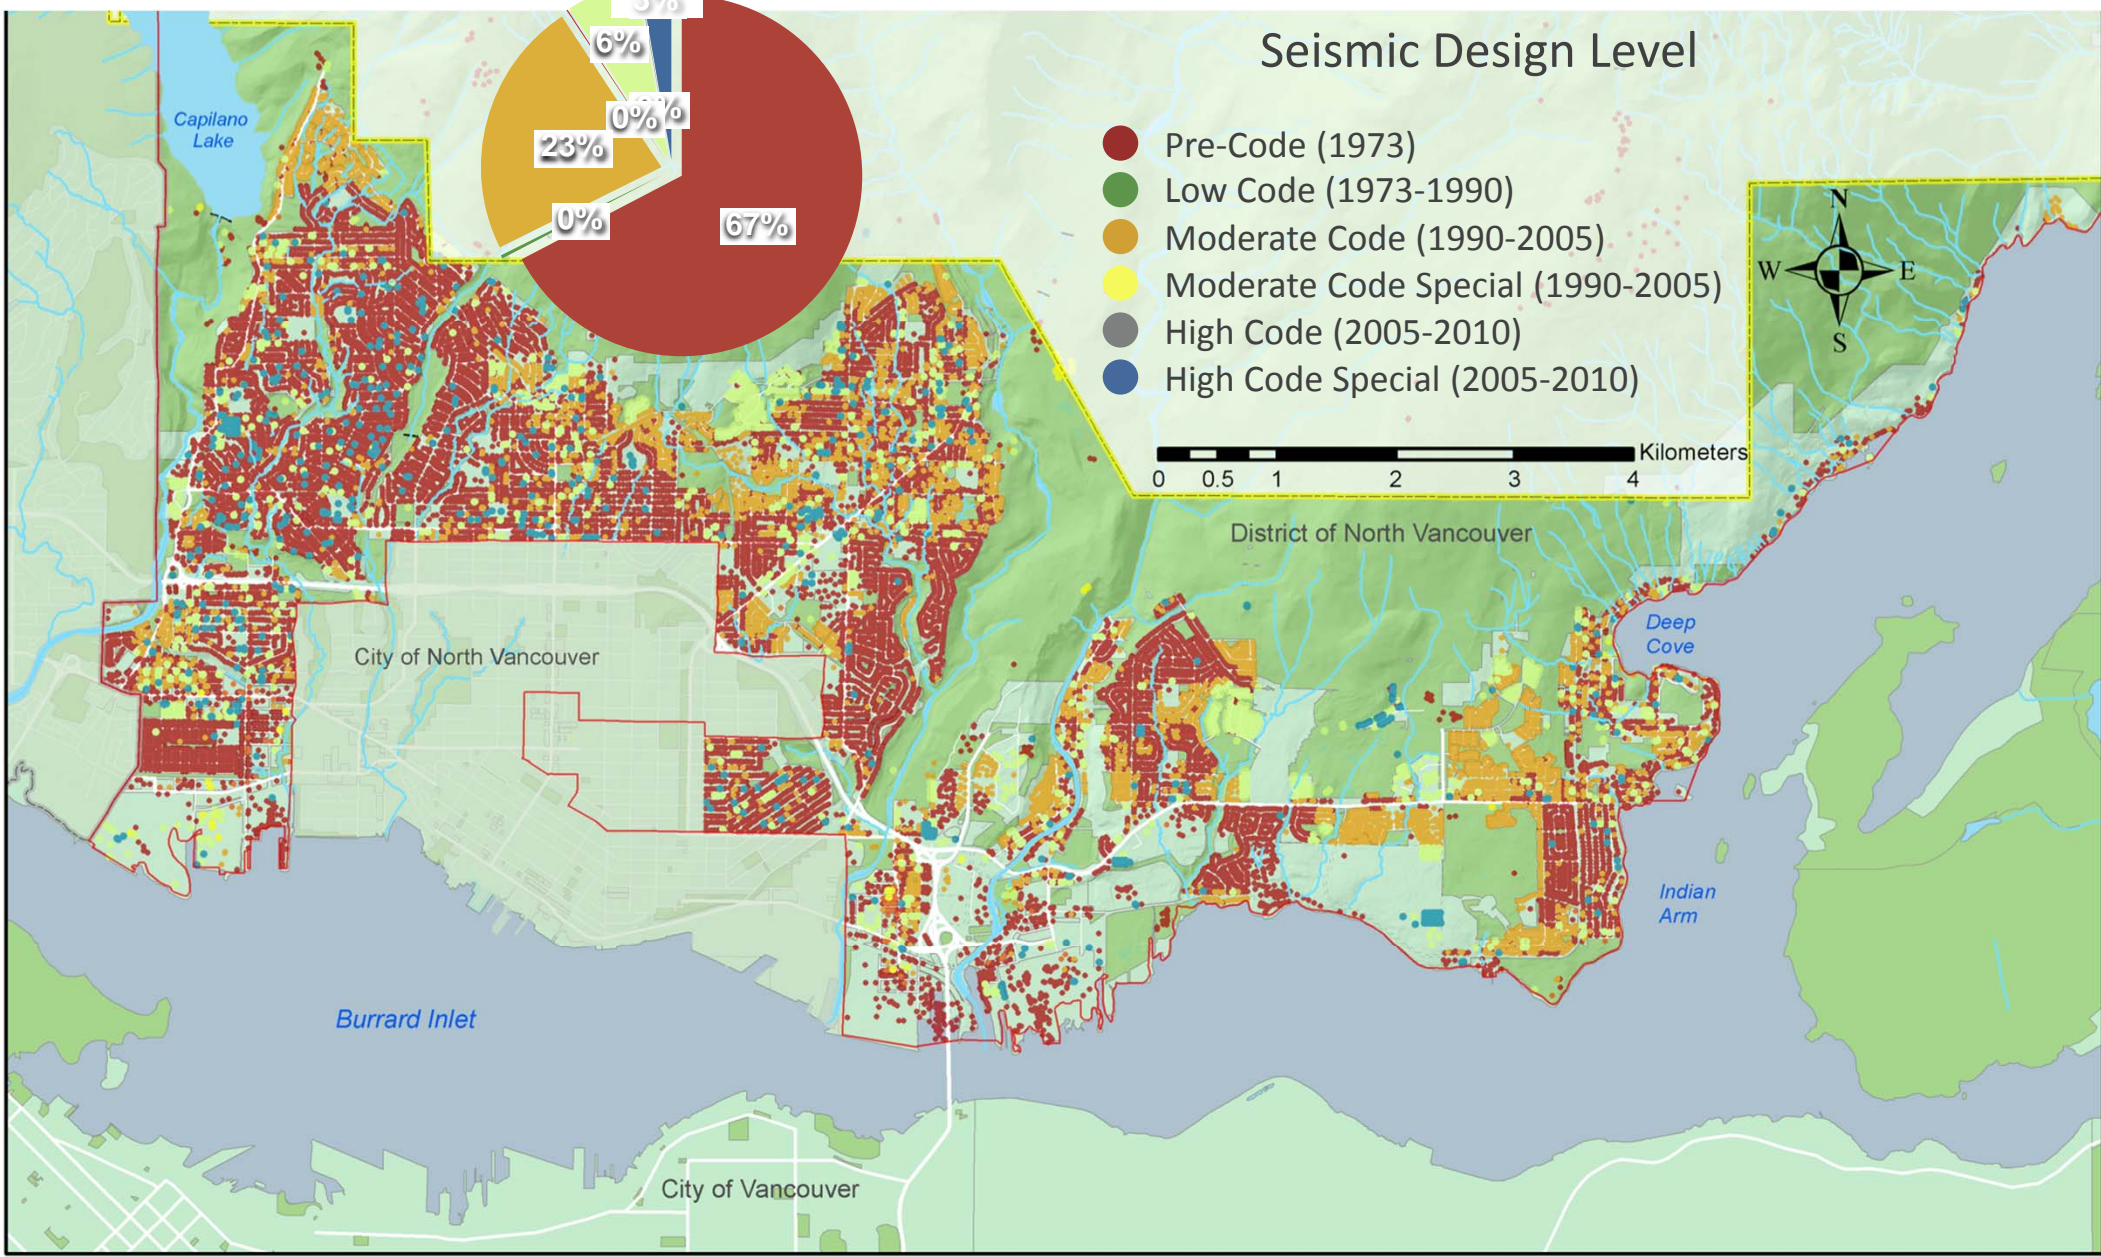 3%
6%
0%
23%
0%
67%
Seismic Design Level
Pre-Code (1973)
Low Code (1973-1990)
Moderate Code (1990-2005)
Moderate Code Special (1990-2005)
High Code (2005-2010)
High Code Special (2005-2010)
N
W
E
S
Kilometers
0 0.5 1 2 3 4
Capilano
Lake
District of North Vancouver
Deep
Cove
City of North Vancouver
Indian
Arm
Burrard Inlet
City of Vancouver